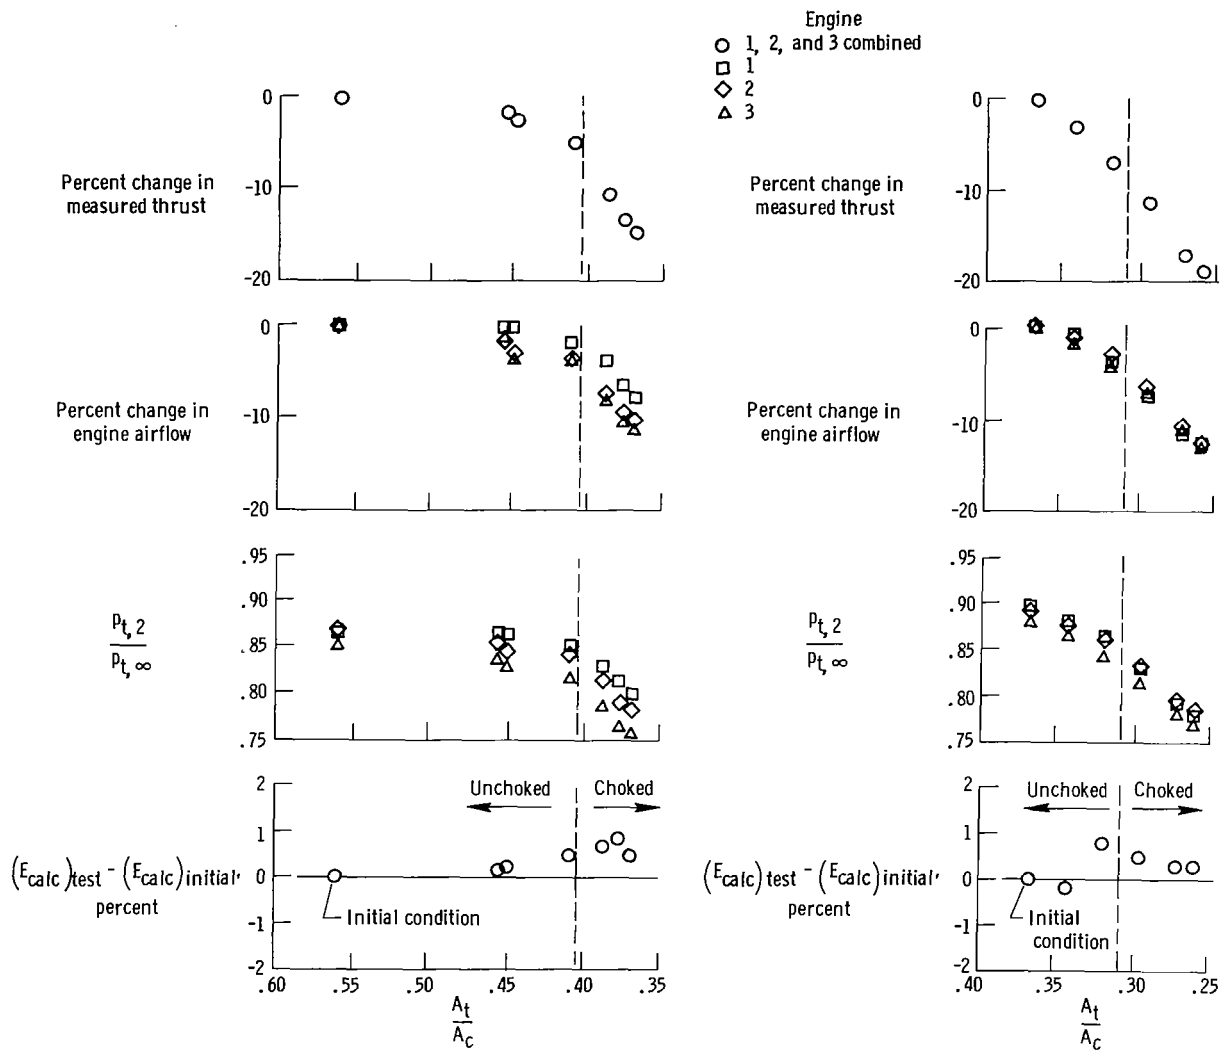 Engine
1, 2, and 3 combined
1
2
3
0
-10
-20
Percent change in
measured thrust
0
-10
-20
Percent change in
measured thrust
0
-10
-20
Percent change in
engine airflow
0
-10
-20
Percent change in
engine airflow
.95
.90
.85
.80
.75
pt, 2
pt, ∞
.95
.90
.85
.80
.75
pt, 2
pt, ∞
2
1
0
-1
-2
Unchoked
Choked
(Ecalc)test - (Ecalc)initial,
percent
Initial condition
.60
.55
.50
.45
.40
.35
At
Ac
2
1
0
-1
-2
Unchoked
Choked
(Ecalc)test - (Ecalc)initial,
percent
Initial
condition
.40
.35
.30
.25
At
Ac